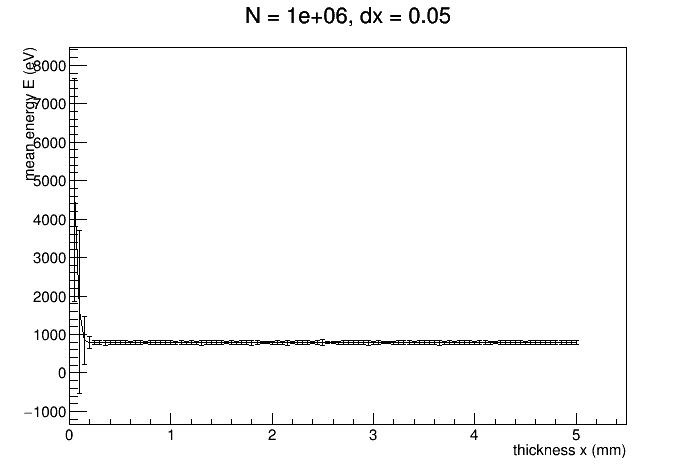 N = 1e+06, dx = 0.05
mean energy E (eV)
8000
7000
6000
5000
4000
3000
2000
1000
0
−1000
0 1 2 3 4 5
thickness x (mm)